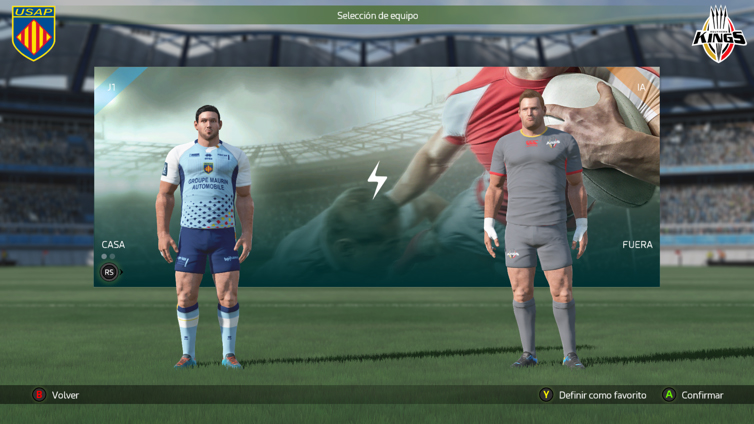 USAP
Selección de equipo
KINGS
J1
IA
GROUPE MAURIN
AUTOMOBILE
CASA
FUERA
RS
B Volver
Y Definir como favorito
A Confirmar